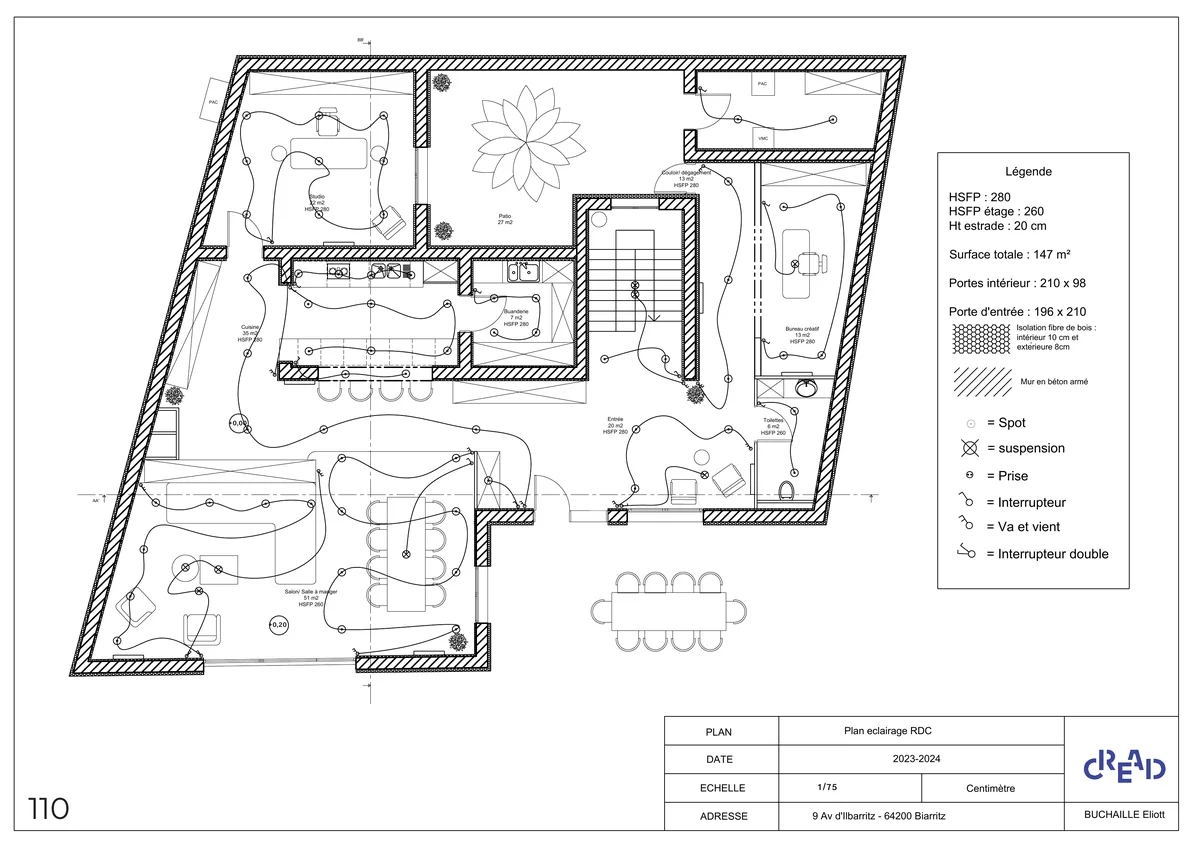 BB'
PAC
PAC
VMC
Couloir/ dégagement
13 m2
HSFP 280
Studio
22 m2
HSFP 280
Patio
27 m2
Cuisine
35 m2
HSFP 280
Buanderie
7 m2
HSFP 280
Bureau créatif
13 m2
HSFP 280
Entrée
20 m2
HSFP 280
Toilettes
6 m2
HSFP 260
+0,00
AA'
Salon/ Salle à manger
51 m2
HSFP 260
+0,20
Légende
HSFP : 280
HSFP étage : 260
Ht estrade : 20 cm
Surface totale : 147 m²
Portes intérieur : 210 x 98
Porte d'entrée : 196 x 210
Isolation fibre de bois :
intérieur 10 cm et
extérieure 8cm
Mur en béton armé
= Spot
= suspension
= Prise
= Interrupteur
= Va et vient
= Interrupteur double
PLAN
Plan eclairage RDC
DATE
2023-2024
ECHELLE
1/75
Centimètre
ADRESSE
9 Av d'Ilbarritz - 64200 Biarritz
CREAD
BUCHAILLE Eliott
110